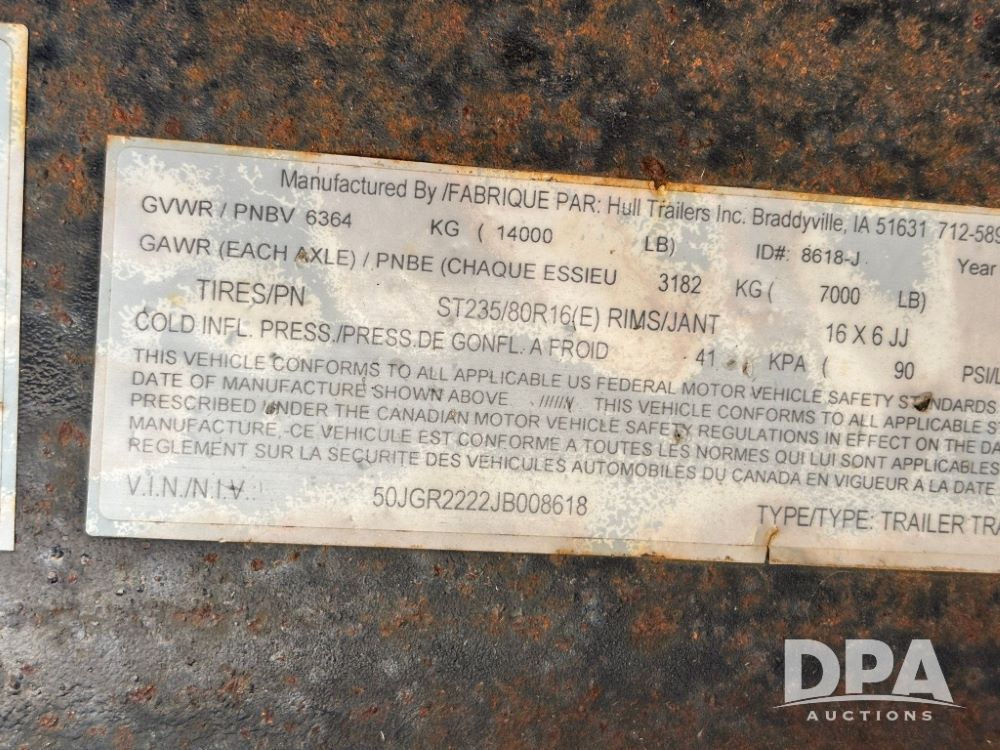 Manufactured By /FABRIQUE PAR: Hull Trailers Inc. Braddyville, IA 51631 712-589
GVWR / PNBV 6364 KG ( 14000 LB) ID#: 8618-J Year
GAWR (EACH AXLE) / PNBE (CHAQUE ESSIEU 3182 KG ( 7000 LB)
TIRES/PN ST235/80R16(E) RIMS/JANT 16 X 6 JJ
COLD INFL. PRESS./PRESS.DE GONFL. A FROID 41 KPA ( 90 PSI/L
THIS VEHICLE CONFORMS TO ALL APPLICABLE US FEDERAL MOTOR VEHICLE SAFETY STANDARDS
DATE OF MANUFACTURE SHOWN ABOVE . ////// THIS VEHICLE CONFORMS TO ALL APPLICABLE ST
PRESCRIBED UNDER THE CANADIAN MOTOR VEHICLE SAFETY REGULATIONS IN EFFECT ON THE DA
MANUFACTURE, CE VEHICULE EST CONFORME A TOUTES LES NORMES QUI LUI SONT APPLICABLES
REGLEMENT SUR LA SECURITE DES VEHICULES AUTOMOBILES DU CANADA EN VIGUEUR A LA DATE
V.I.N./N.I.V. 50JGR2222JB008618 TYPE/TYPE: TRAILER TRA
DPA
AUCTIONS